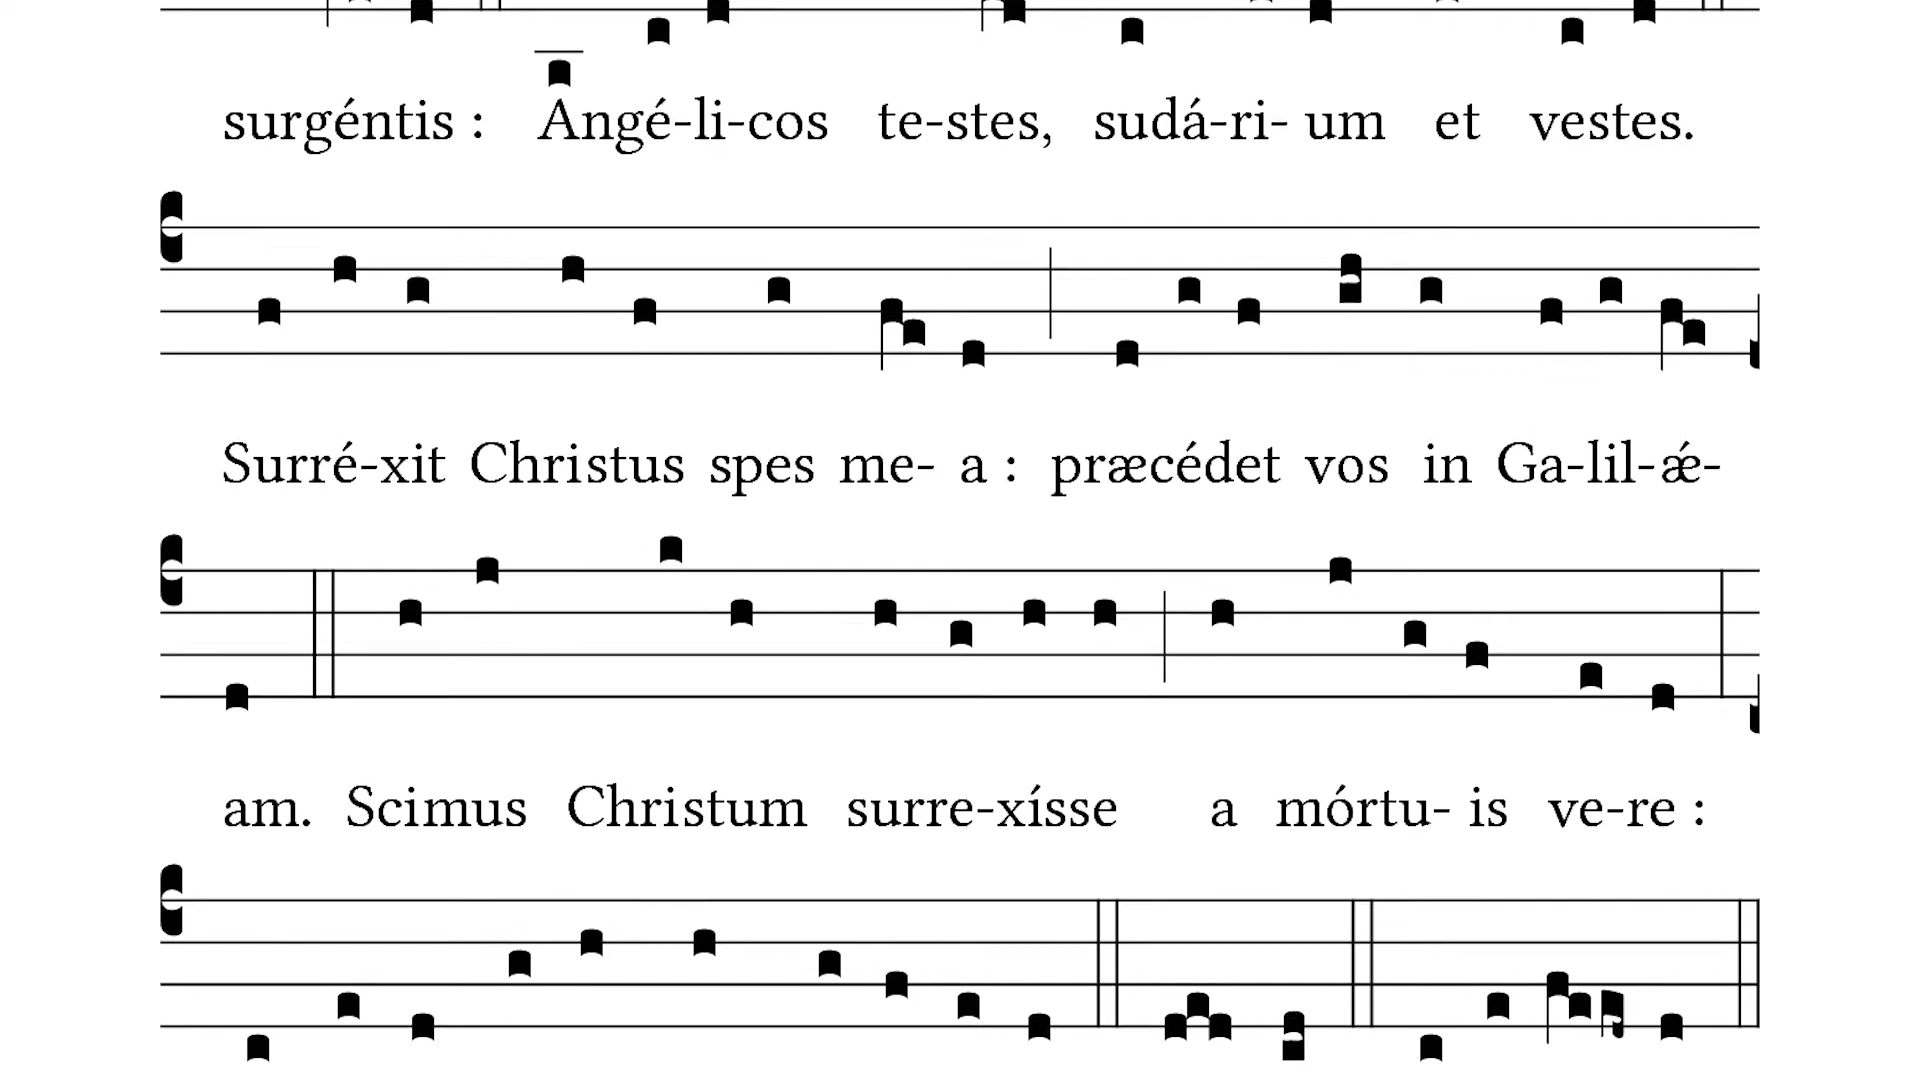 surgéntis : Angé-li-cos te-stes, sudá-ri- um et vestes.
Surré-xit Christus spes me- a : præcédet vos in Ga-lil-ǽ-
am. Scimus Christum surre-xísse a mórtu- is ve-re :